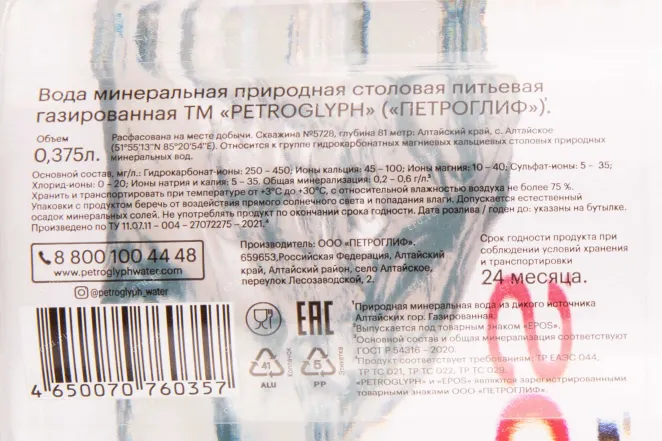 Вода минеральная природная столовая питьевая
газированная ТМ «PETROGLYPH» («ПЕТРОГЛИФ»)¹.
Объем
0,375л.
Расфасована на месте добычи. Скважина №5728, глубина 81 метр: Алтайский край, с. Алтайское
(51°55'13"N 85°20'54"E). Относится к группе гидрокарбонатных магниевых кальциевых столовых природных
минеральных вод.
Основной состав, мг/л.: Гидрокарбонат-ионы: 250 – 450; Ионы кальция: 45 – 100; Ионы магния: 10 – 40; Сульфат-ионы: 5 – 35;
Хлорид-ионы: 0 – 20; Ионы натрия и калия: 5 – 35. Общая минерализация: 0,2 – 0,6 г/л.³
Хранить и транспортировать при температуре от +3°С до +30°С, с относительной влажностью воздуха не более 75 %.
Упаковки с продуктом беречь от воздействия прямого солнечного света и попадания влаги. Допускается естественный
осадок минеральных солей. Не употреблять продукт по окончании срока годности. Дата розлива / годен до: указаны на бутылке.
Произведено по ТУ 11.07.11 – 004 – 27072275 – 2021.⁴
8 800 100 44 48
www.petroglyphwater.com
@petroglyph_water
Производитель: ООО «ПЕТРОГЛИФ».
659653,Российская Федерация, Алтайский
край, Алтайский район, село Алтайское,
переулок Лесозаводской, 2.
Срок годности продукта при
соблюдении условий хранения
и транспортировки
24 месяца.
4 650070 760357
EAC
41
ALU
Колпачок
5
PP
Этикетка
¹Природная минеральная вода из дикого источника
Алтайских гор. Газированная.
²Выпускается под товарным знаком «EPOS».
³Основной состав и общая минерализация соответствуют
ГОСТ Р 54316 – 2020.
⁴Продукт соответствует требованиям: ТР ЕАЭС 044,
ТР ТС 021, ТР ТС 022, ТР ТС 029.
«PETROGLYPH» и «EPOS» являются зарегистрированными
товарными знаками ООО «ПЕТРОГЛИФ».